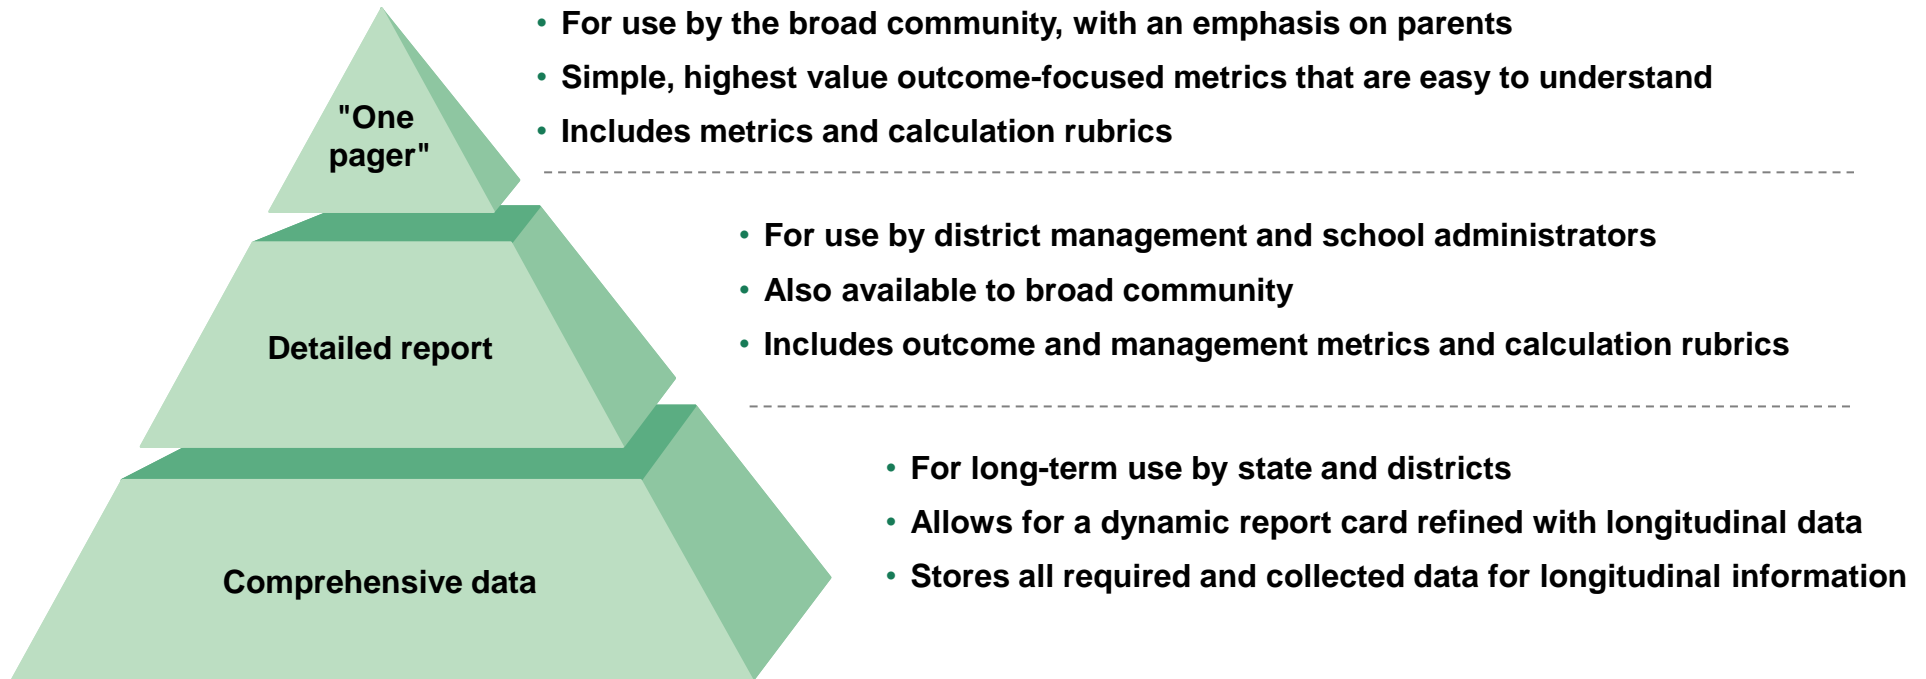 "One
pager"
• For use by the broad community, with an emphasis on parents
• Simple, highest value outcome-focused metrics that are easy to understand
• Includes metrics and calculation rubrics
Detailed report
• For use by district management and school administrators
• Also available to broad community
• Includes outcome and management metrics and calculation rubrics
Comprehensive data
• For long-term use by state and districts
• Allows for a dynamic report card refined with longitudinal data
• Stores all required and collected data for longitudinal information